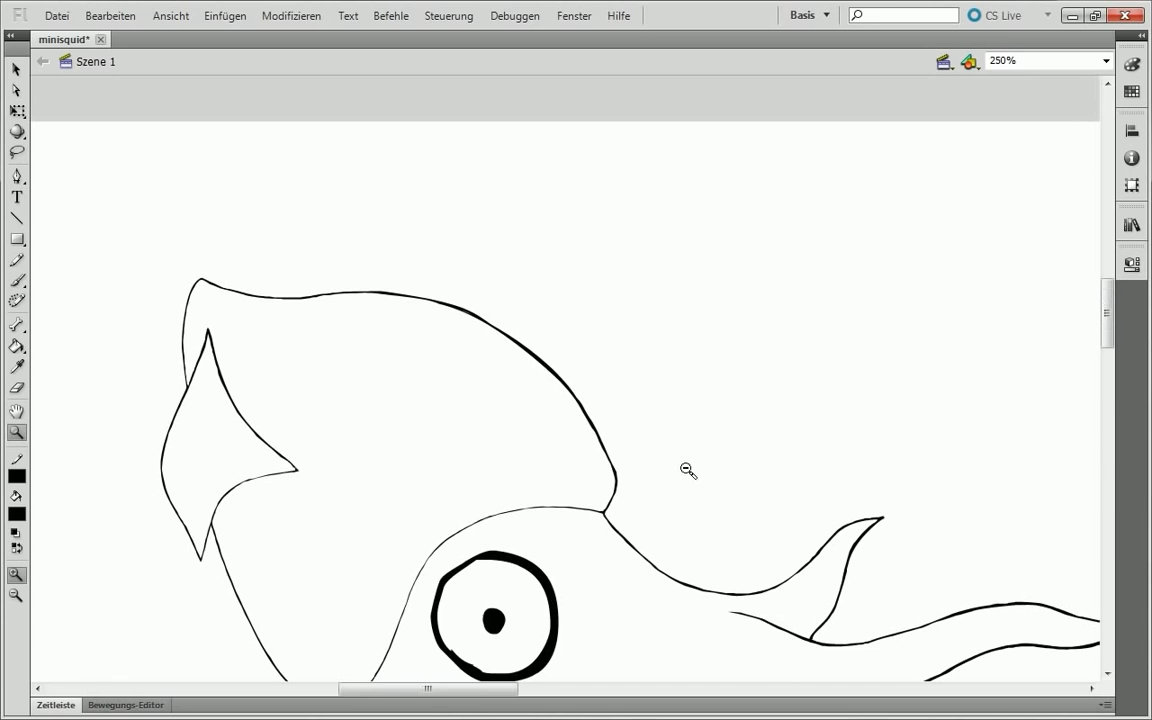 Fl Datei Bearbeiten Ansicht Einfügen Modifizieren Text Befehle Steuerung Debuggen Fenster Hilfe Basis CS Live
minisquid*
Szene 1 250%
T
Zeitleiste Bewegungs-Editor